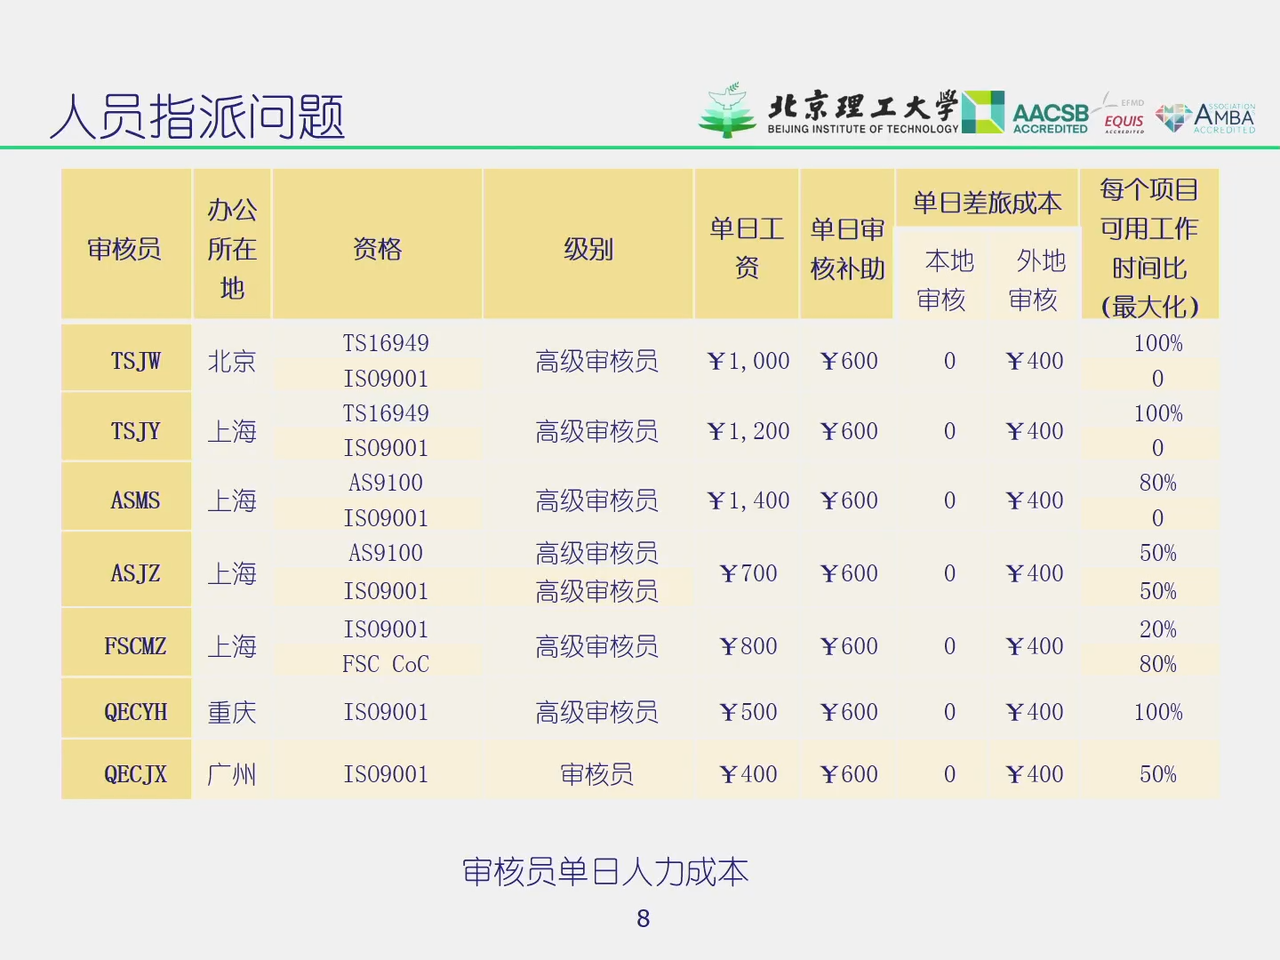 人员指派问题
北京理工大学
BEIJING INSTITUTE OF TECHNOLOGY
AACSB
ACCREDITED
EFMD
EQUIS
ACCREDITED
ASSOCIATION
AMBA
ACCREDITED
审核员
办公
所在
地
资格
级别
单日工
资
单日审
核补助
单日差旅成本
本地
审核
外地
审核
每个项目
可用工作
时间比
(最大化)
TSJW 北京 TS16949 高级审核员 ¥1,000 ¥600 0 ¥400 100%
ISO9001 0
TSJY 上海 TS16949 高级审核员 ¥1,200 ¥600 0 ¥400 100%
ISO9001 0
ASMS 上海 AS9100 高级审核员 ¥1,400 ¥600 0 ¥400 80%
ISO9001 0
ASJZ 上海 AS9100 高级审核员 ¥700 ¥600 0 ¥400 50%
ISO9001 高级审核员 50%
FSCMZ 上海 ISO9001 高级审核员 ¥800 ¥600 0 ¥400 20%
FSC CoC 80%
QECYH 重庆 ISO9001 高级审核员 ¥500 ¥600 0 ¥400 100%
QECJX 广州 ISO9001 审核员 ¥400 ¥600 0 ¥400 50%
审核员单日人力成本
8